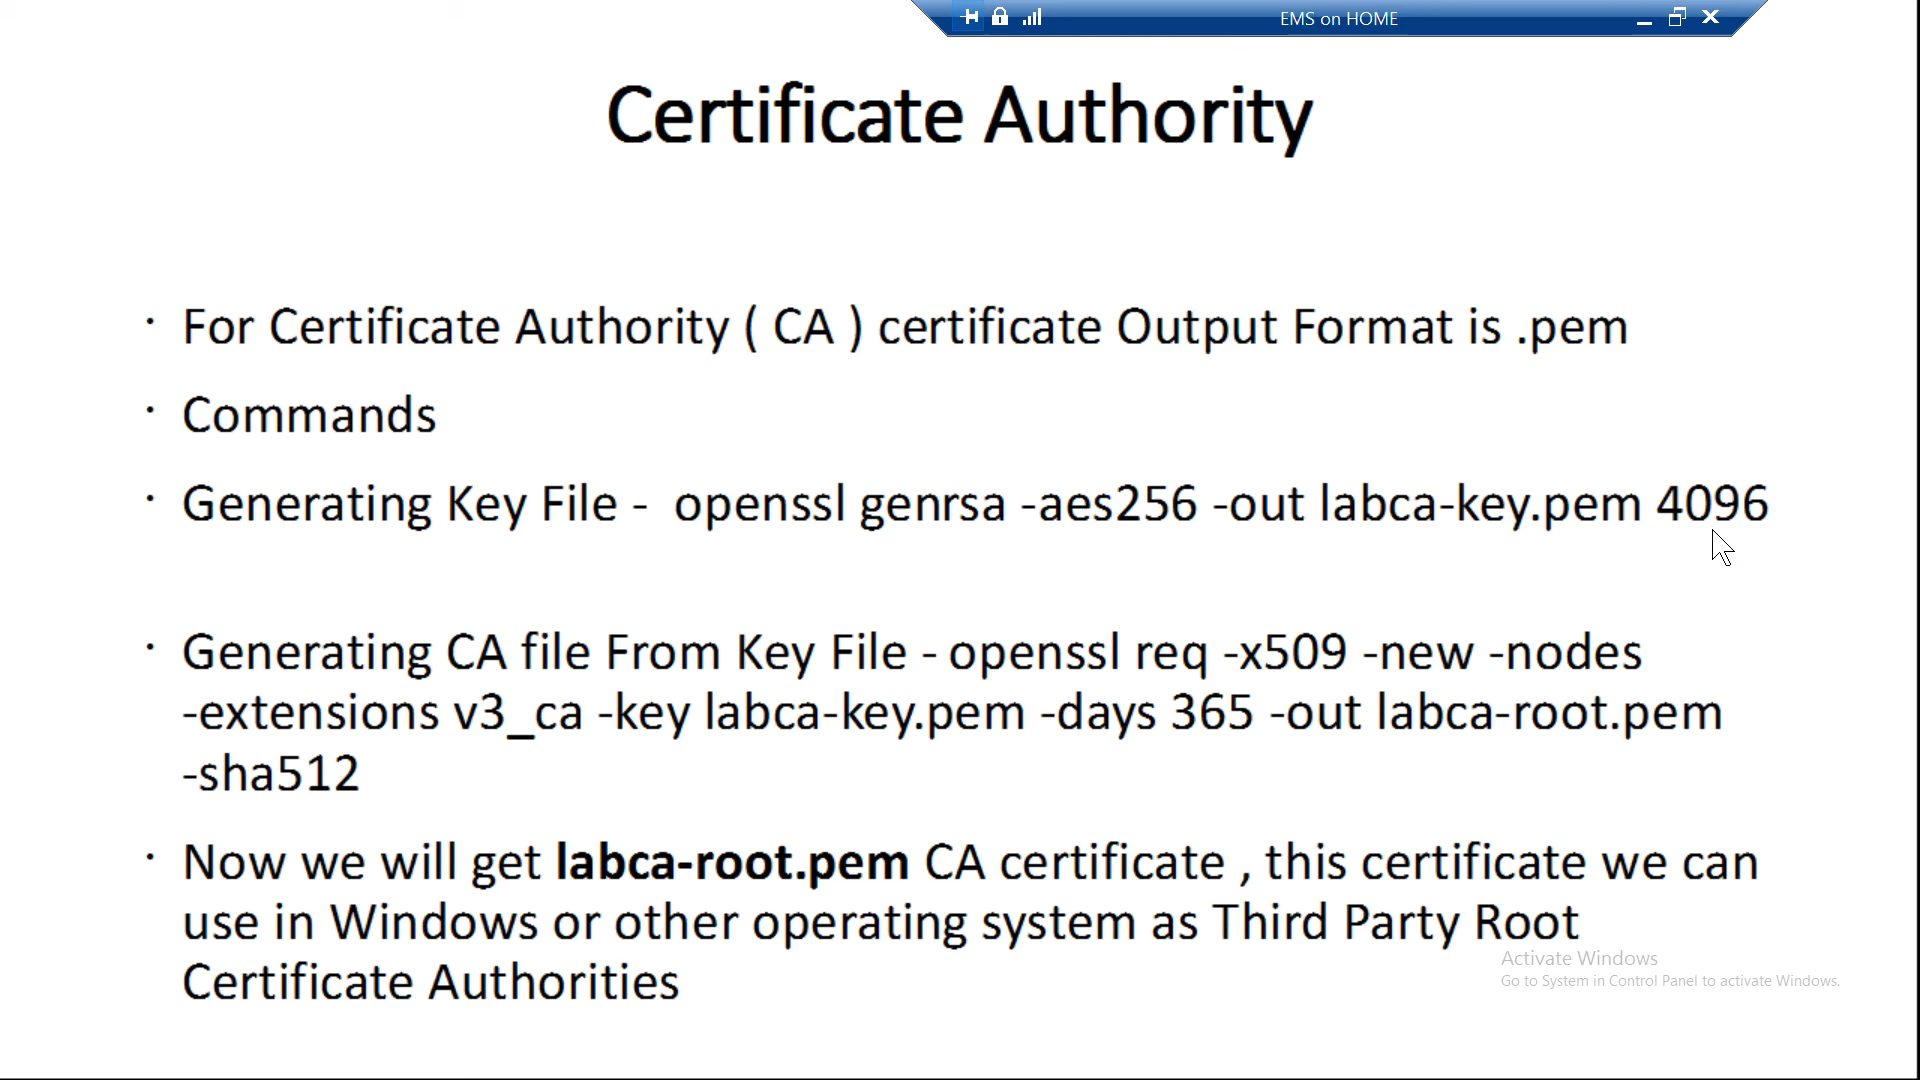 EMS on HOME
Certificate Authority
· For Certificate Authority ( CA ) certificate Output Format is .pem
· Commands
· Generating Key File -  openssl genrsa -aes256 -out labca-key.pem 4096
· Generating CA file From Key File - openssl req -x509 -new -nodes
-extensions v3_ca -key labca-key.pem -days 365 -out labca-root.pem
-sha512
· Now we will get labca-root.pem CA certificate , this certificate we can
use in Windows or other operating system as Third Party Root
Certificate Authorities
Activate Windows
Go to System in Control Panel to activate Windows.